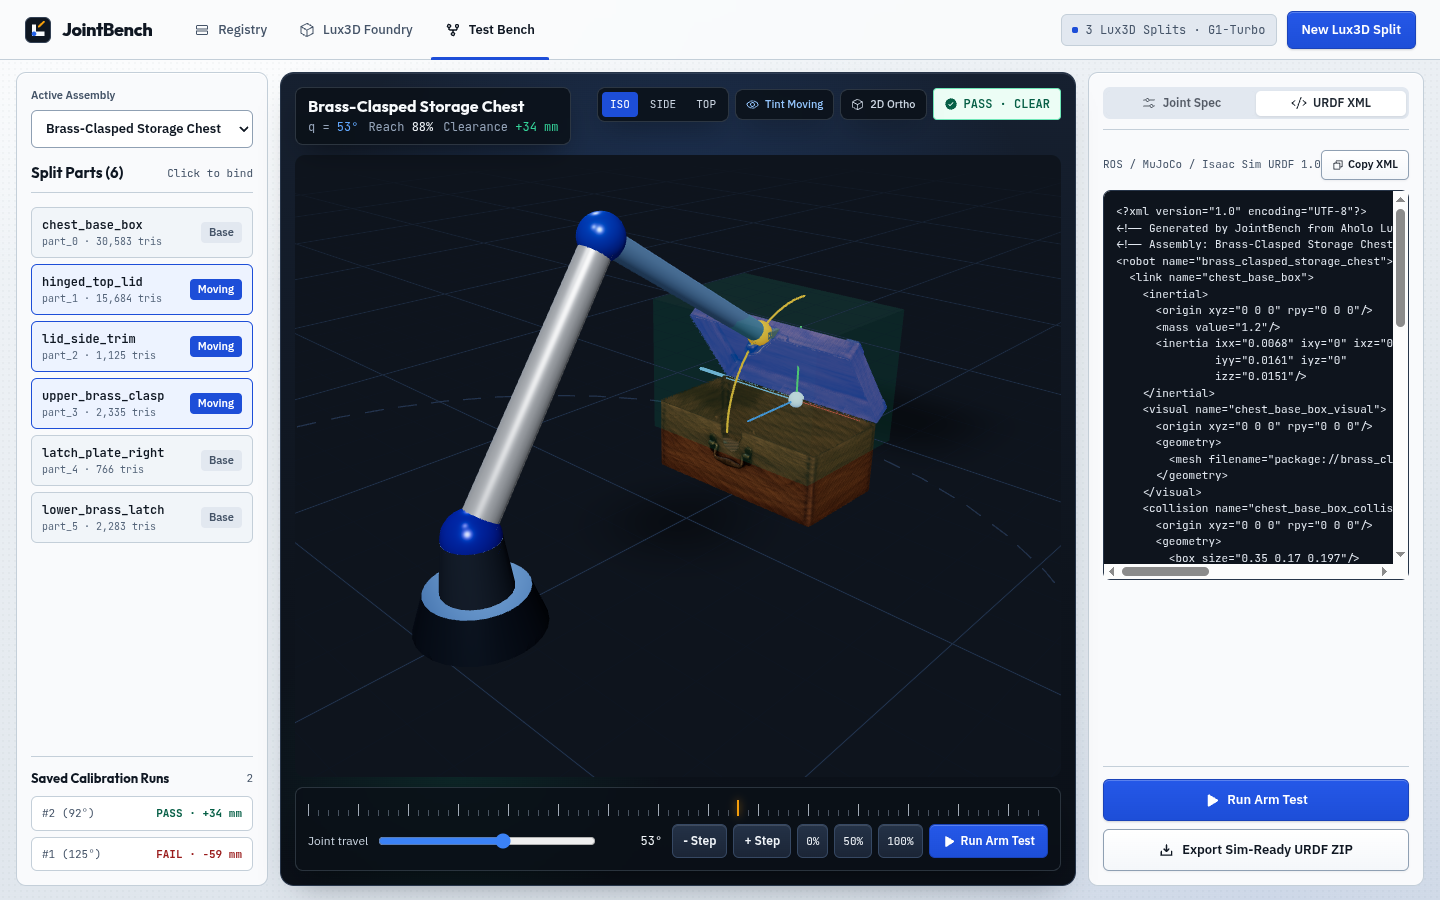 JointBench
Registry
Lux3D Foundry
Test Bench
3 Lux3D Splits · G1-Turbo
New Lux3D Split
Active Assembly
Brass-Clasped Storage Chest
Split Parts (6)
Click to bind
chest_base_box
part_0 · 30,583 tris
Base
hinged_top_lid
part_1 · 15,684 tris
Moving
lid_side_trim
part_2 · 1,125 tris
Moving
upper_brass_clasp
part_3 · 2,335 tris
Moving
latch_plate_right
part_4 · 766 tris
Base
lower_brass_latch
part_5 · 2,283 tris
Base
Saved Calibration Runs
2
#2 (92°)
PASS · +34 mm
#1 (125°)
FAIL · -59 mm
Brass-Clasped Storage Chest
q = 53° Reach 88% Clearance +34 mm
ISO
SIDE
TOP
Tint Moving
2D Ortho
PASS · CLEAR
Joint travel
53°
- Step
+ Step
0%
50%
100%
Run Arm Test
Joint Spec
URDF XML
ROS / MuJoCo / Isaac Sim URDF 1.0
Copy XML
<?xml version="1.0" encoding="UTF-8"?>
<!-- Generated by JointBench from Aholo Lu
<!-- Assembly: Brass-Clasped Storage Chest
<robot name="brass_clasped_storage_chest">
<link name="chest_base_box">
<inertial>
<origin xyz="0 0 0" rpy="0 0 0"/>
<mass value="1.2"/>
<inertia ixx="0.0068" ixy="0" ixz="0
iyy="0.0161" iyz="0"
izz="0.0151"/>
</inertial>
<visual name="chest_base_box_visual">
<origin xyz="0 0 0" rpy="0 0 0"/>
<geometry>
<mesh filename="package://brass_cl
</geometry>
</visual>
<collision name="chest_base_box_collis
<origin xyz="0 0 0" rpy="0 0 0"/>
<geometry>
<box size="0.35 0.17 0.197"/>
Run Arm Test
Export Sim-Ready URDF ZIP